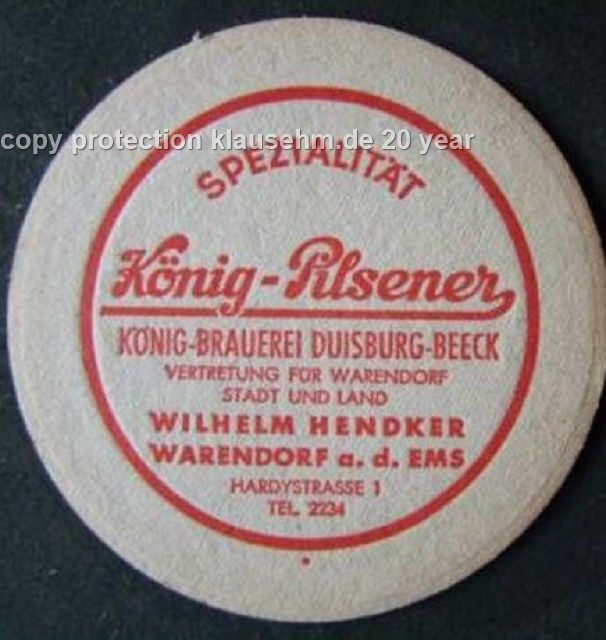 copy protection klausehm.de 20 year
SPEZIALITÄT
König-Pilsener
KÖNIG-BRAUEREI DUISBURG-BEECK
VERTRETUNG FÜR WARENDORF
STADT UND LAND
WILHELM HENDKER
WARENDORF a. d. EMS
HARDYSTRASSE 1
TEL. 2234